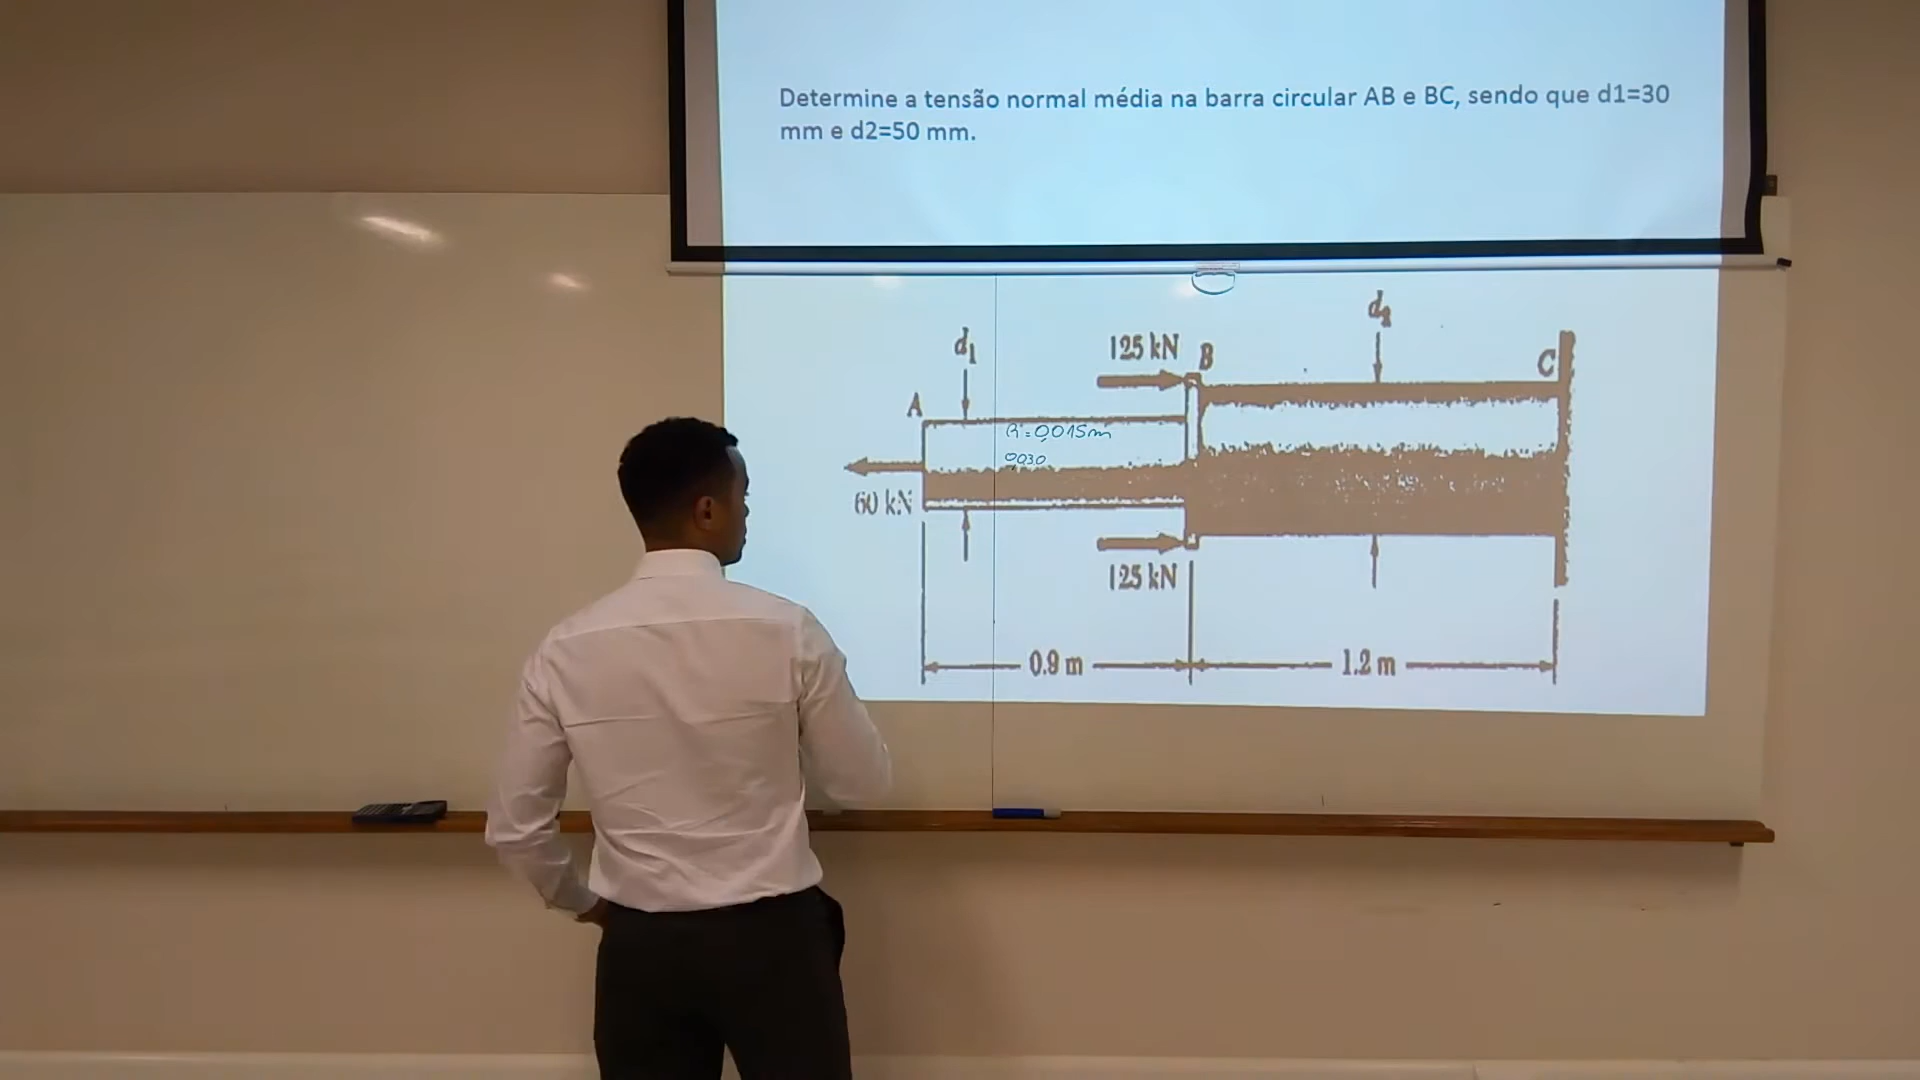 Determine a tensão normal média na barra circular AB e BC, sendo que d1=30
mm e d2=50 mm.
d₂
d₁
125 kN
B
C
A
R=0,015m
0,030
60 kN
125 kN
0.9 m
1.2 m